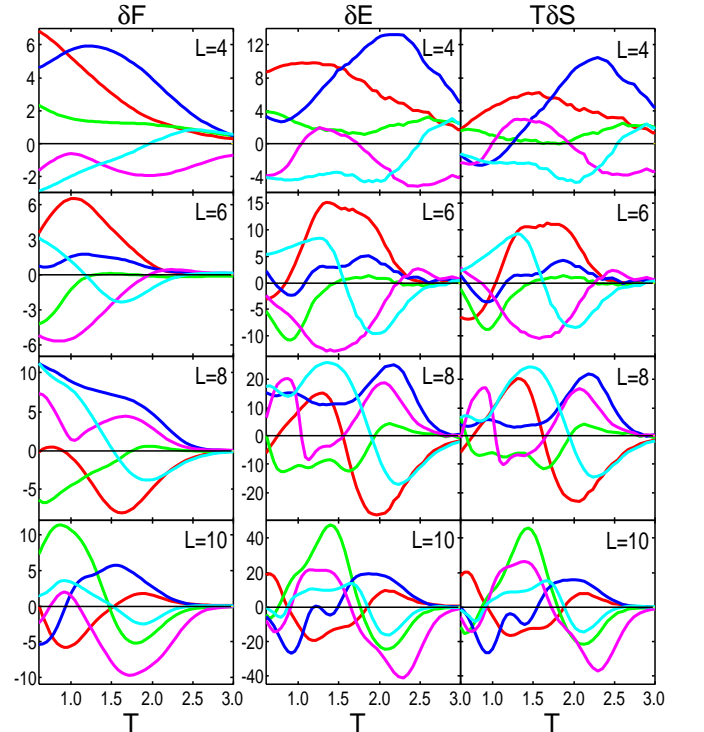 δF δE TδS
6 4 2 0 -2 L=4
12 8 4 0 -4 L=4
L=4
6 3 0 -3 -6 L=6
15 10 5 0 -5 -10 L=6
L=6
10 5 0 -5 L=8
20 10 0 -10 -20 L=8
L=8
10 5 0 -5 -10 L=10
40 20 0 -20 -40 L=10
L=10
1.0 1.5 2.0 2.5 3.0
1.0 1.5 2.0 2.5 3.0
1.0 1.5 2.0 2.5 3.0
T T T